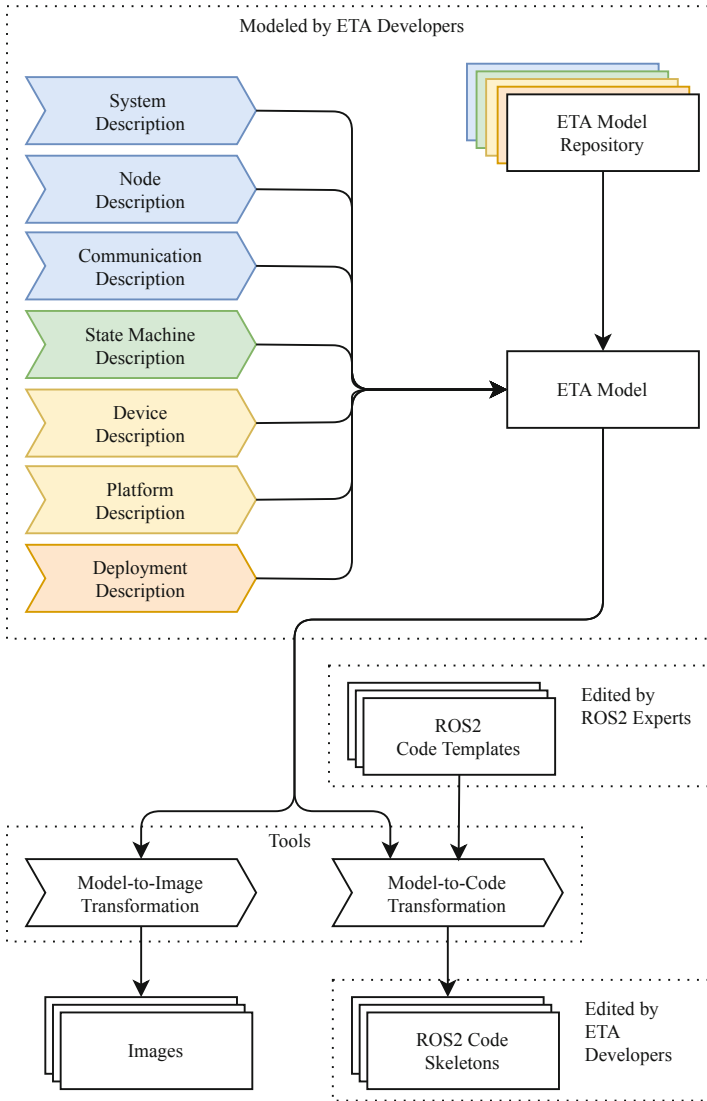 Modeled by ETA Developers
System
Description
Node
Description
Communication
Description
State Machine
Description
Device
Description
Platform
Description
Deployment
Description
ETA Model
Repository
ETA Model
ROS2
Code Templates
Edited by
ROS2 Experts
Tools
Model-to-Image
Transformation
Model-to-Code
Transformation
Images
ROS2 Code
Skeletons
Edited by
ETA
Developers